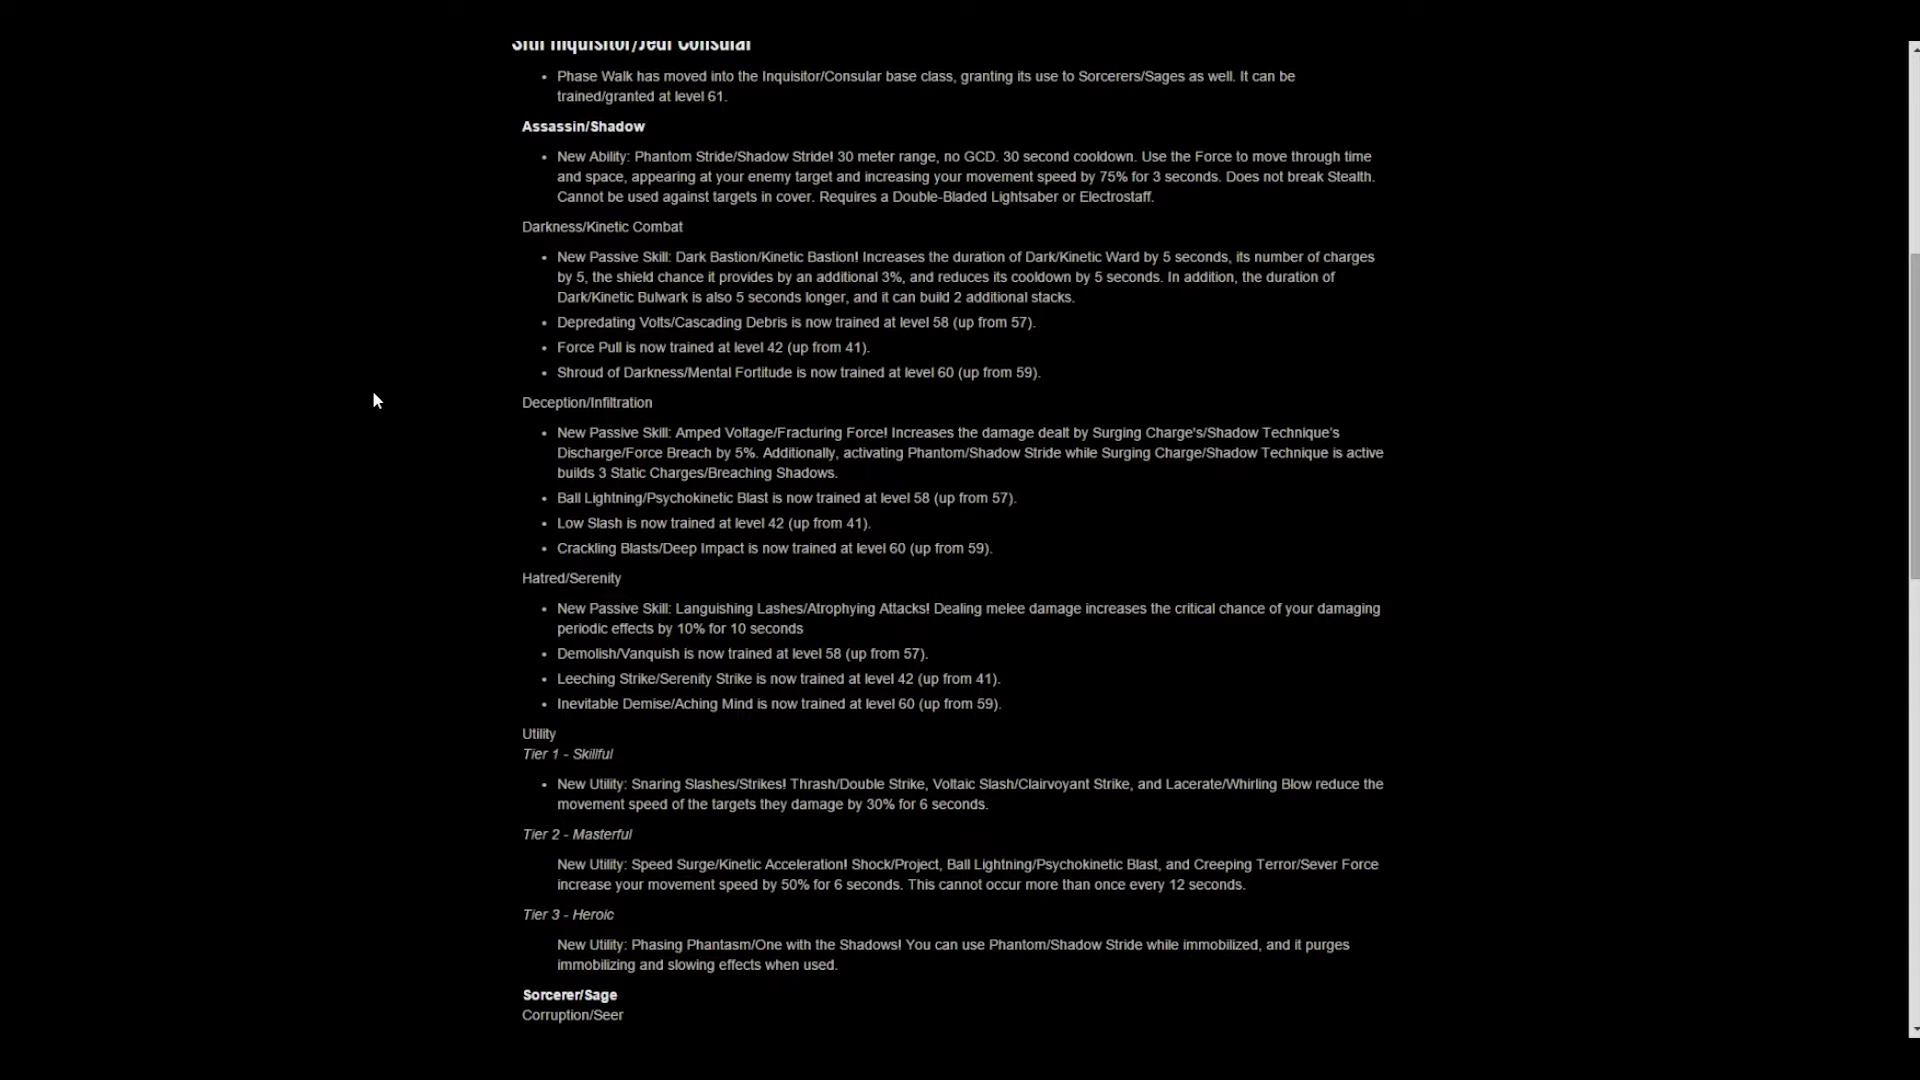 Sith Inquisitor/Jedi Consular
Phase Walk has moved into the Inquisitor/Consular base class, granting its use to Sorcerers/Sages as well. It can be
trained/granted at level 61.
Assassin/Shadow
New Ability: Phantom Stride/Shadow Stride! 30 meter range, no GCD. 30 second cooldown. Use the Force to move through time
and space, appearing at your enemy target and increasing your movement speed by 75% for 3 seconds. Does not break Stealth.
Cannot be used against targets in cover. Requires a Double-Bladed Lightsaber or Electrostaff.
Darkness/Kinetic Combat
New Passive Skill: Dark Bastion/Kinetic Bastion! Increases the duration of Dark/Kinetic Ward by 5 seconds, its number of charges
by 5, the shield chance it provides by an additional 3%, and reduces its cooldown by 5 seconds. In addition, the duration of
Dark/Kinetic Bulwark is also 5 seconds longer, and it can build 2 additional stacks.
Depredating Volts/Cascading Debris is now trained at level 58 (up from 57).
Force Pull is now trained at level 42 (up from 41).
Shroud of Darkness/Mental Fortitude is now trained at level 60 (up from 59).
Deception/Infiltration
New Passive Skill: Amped Voltage/Fracturing Force! Increases the damage dealt by Surging Charge's/Shadow Technique's
Discharge/Force Breach by 5%. Additionally, activating Phantom/Shadow Stride while Surging Charge/Shadow Technique is active
builds 3 Static Charges/Breaching Shadows.
Ball Lightning/Psychokinetic Blast is now trained at level 58 (up from 57).
Low Slash is now trained at level 42 (up from 41).
Crackling Blasts/Deep Impact is now trained at level 60 (up from 59).
Hatred/Serenity
New Passive Skill: Languishing Lashes/Atrophying Attacks! Dealing melee damage increases the critical chance of your damaging
periodic effects by 10% for 10 seconds
Demolish/Vanquish is now trained at level 58 (up from 57).
Leeching Strike/Serenity Strike is now trained at level 42 (up from 41).
Inevitable Demise/Aching Mind is now trained at level 60 (up from 59).
Utility
Tier 1 - Skillful
New Utility: Snaring Slashes/Strikes! Thrash/Double Strike, Voltaic Slash/Clairvoyant Strike, and Lacerate/Whirling Blow reduce the
movement speed of the targets they damage by 30% for 6 seconds.
Tier 2 - Masterful
New Utility: Speed Surge/Kinetic Acceleration! Shock/Project, Ball Lightning/Psychokinetic Blast, and Creeping Terror/Sever Force
increase your movement speed by 50% for 6 seconds. This cannot occur more than once every 12 seconds.
Tier 3 - Heroic
New Utility: Phasing Phantasm/One with the Shadows! You can use Phantom/Shadow Stride while immobilized, and it purges
immobilizing and slowing effects when used.
Sorcerer/Sage
Corruption/Seer